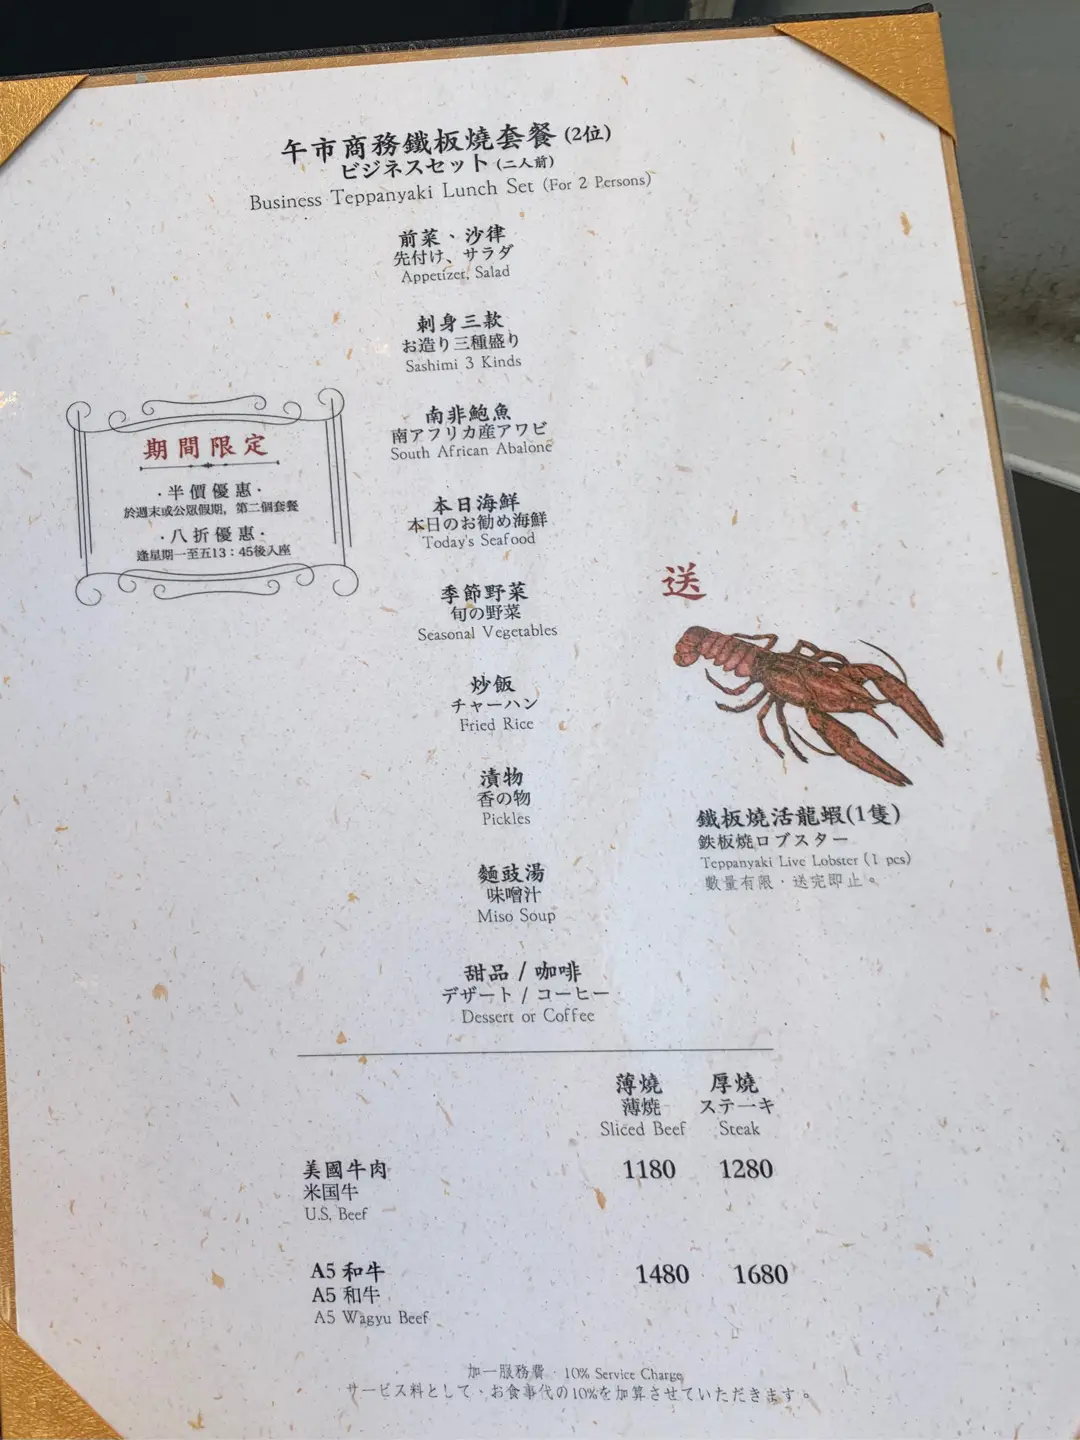 午市商務鐵板燒套餐 (2位)
ビジネスセット (二人前)
Business Teppanyaki Lunch Set (For 2 Persons)
前菜、沙律
先付け、サラダ
Appetizer, Salad
刺身三款
お造り三種盛り
Sashimi 3 Kinds
南非鮑魚
南アフリカ産アワビ
South African Abalone
本日海鮮
本日のお勧め海鮮
Today's Seafood
季節野菜
旬の野菜
Seasonal Vegetables
炒飯
チャーハン
Fried Rice
漬物
香の物
Pickles
麵豉湯
味噌汁
Miso Soup
甜品 / 咖啡
デザート / コーヒー
Dessert or Coffee
期間限定
·半價優惠·
於週末或公眾假期，第二個套餐
·八折優惠·
逢星期一至五13：45後入座
送
鐵板燒活龍蝦(1隻)
鉄板焼ロブスター
Teppanyaki Live Lobster (1 pcs)
數量有限·送完即止。
薄燒 厚燒
薄焼 ステーキ
Sliced Beef Steak
美國牛肉 1180 1280
米国牛
U.S. Beef
A5 和牛 1480 1680
A5 和牛
A5 Wagyu Beef
加一服務費 · 10% Service Charge
サービス料として、お食事代の10%を加算させていただきます。